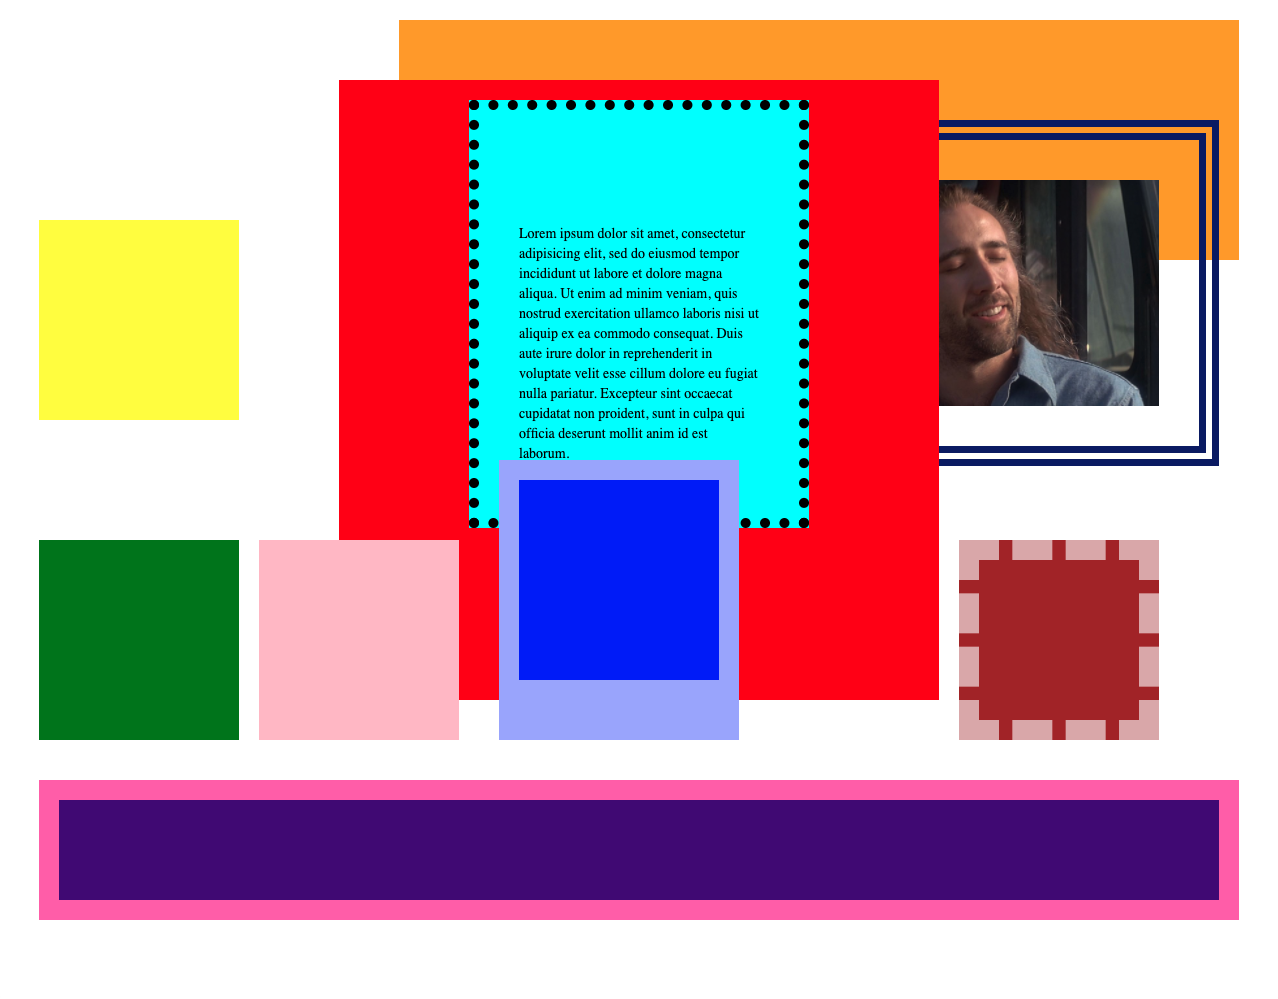 Lorem ipsum dolor sit amet, consectetur
adipisicing elit, sed do eiusmod tempor
incididunt ut labore et dolore magna
aliqua. Ut enim ad minim veniam, quis
nostrud exercitation ullamco laboris nisi ut
aliquip ex ea commodo consequat. Duis
aute irure dolor in reprehenderit in
voluptate velit esse cillum dolore eu fugiat
nulla pariatur. Excepteur sint occaecat
cupidatat non proident, sunt in culpa qui
officia deserunt mollit anim id est
laborum.